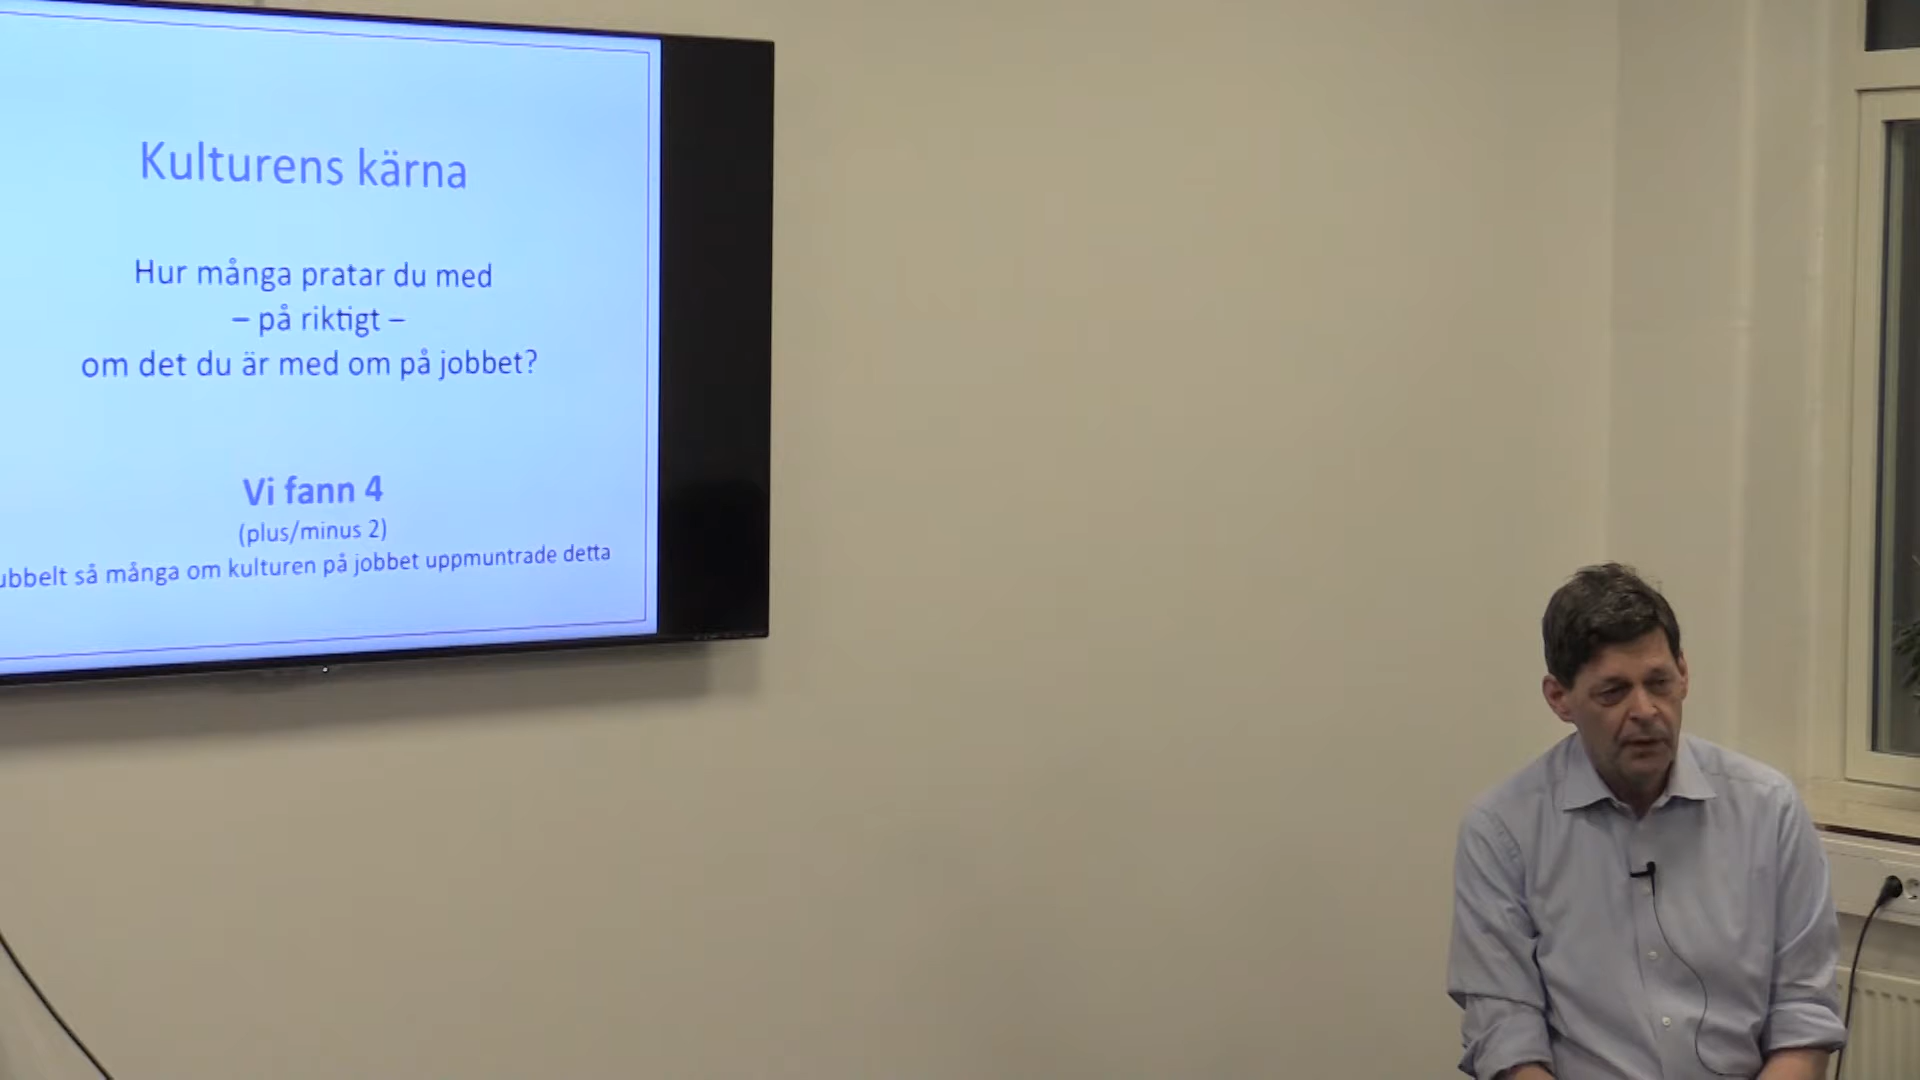 Kulturens kärna
Hur många pratar du med
– på riktigt –
om det du är med om på jobbet?
Vi fann 4
(plus/minus 2)
så många om kulturen på jobbet uppmuntrade detta